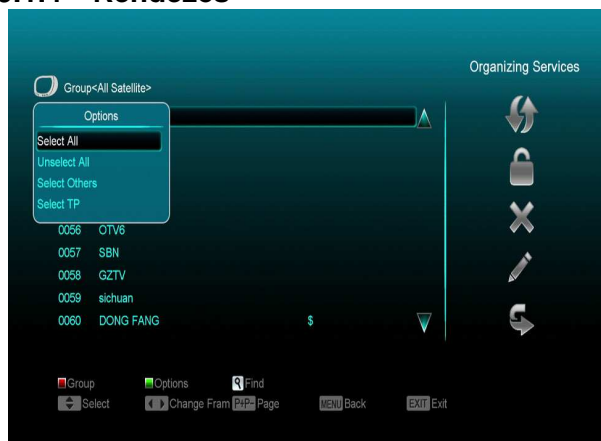 Organizing Services
Group<All Satellite>
Options
Select All
Unselect All
Select Others
Select TP
0056 OTV6
0057 SBN
0058 GZTV
0059 sichuan
0060 DONG FANG $
Group Options Find
Select Change Fram P+P- Page MENU Back EXIT Exit